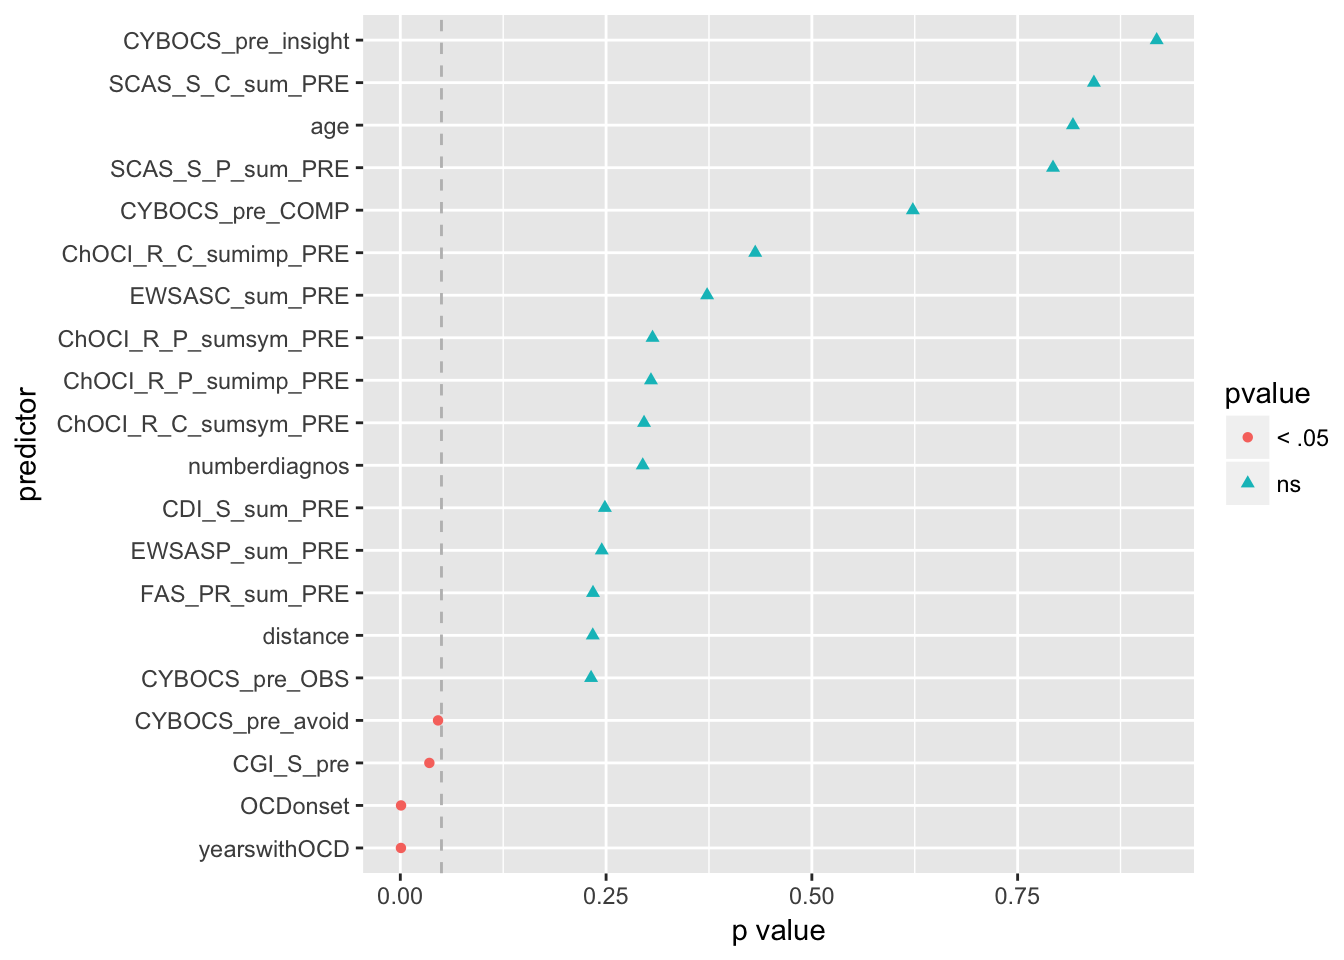 CYBOCS_pre_insight
SCAS_S_C_sum_PRE
age
SCAS_S_P_sum_PRE
CYBOCS_pre_COMP
ChOCI_R_C_sumimp_PRE
EWSASC_sum_PRE
ChOCI_R_P_sumsym_PRE
ChOCI_R_P_sumimp_PRE
ChOCI_R_C_sumsym_PRE
numberdiagnos
CDI_S_sum_PRE
EWSASP_sum_PRE
FAS_PR_sum_PRE
distance
CYBOCS_pre_OBS
CYBOCS_pre_avoid
CGI_S_pre
OCDonset
yearswithOCD
predictor
0.00 0.25 0.50 0.75
p value
pvalue
< .05
ns